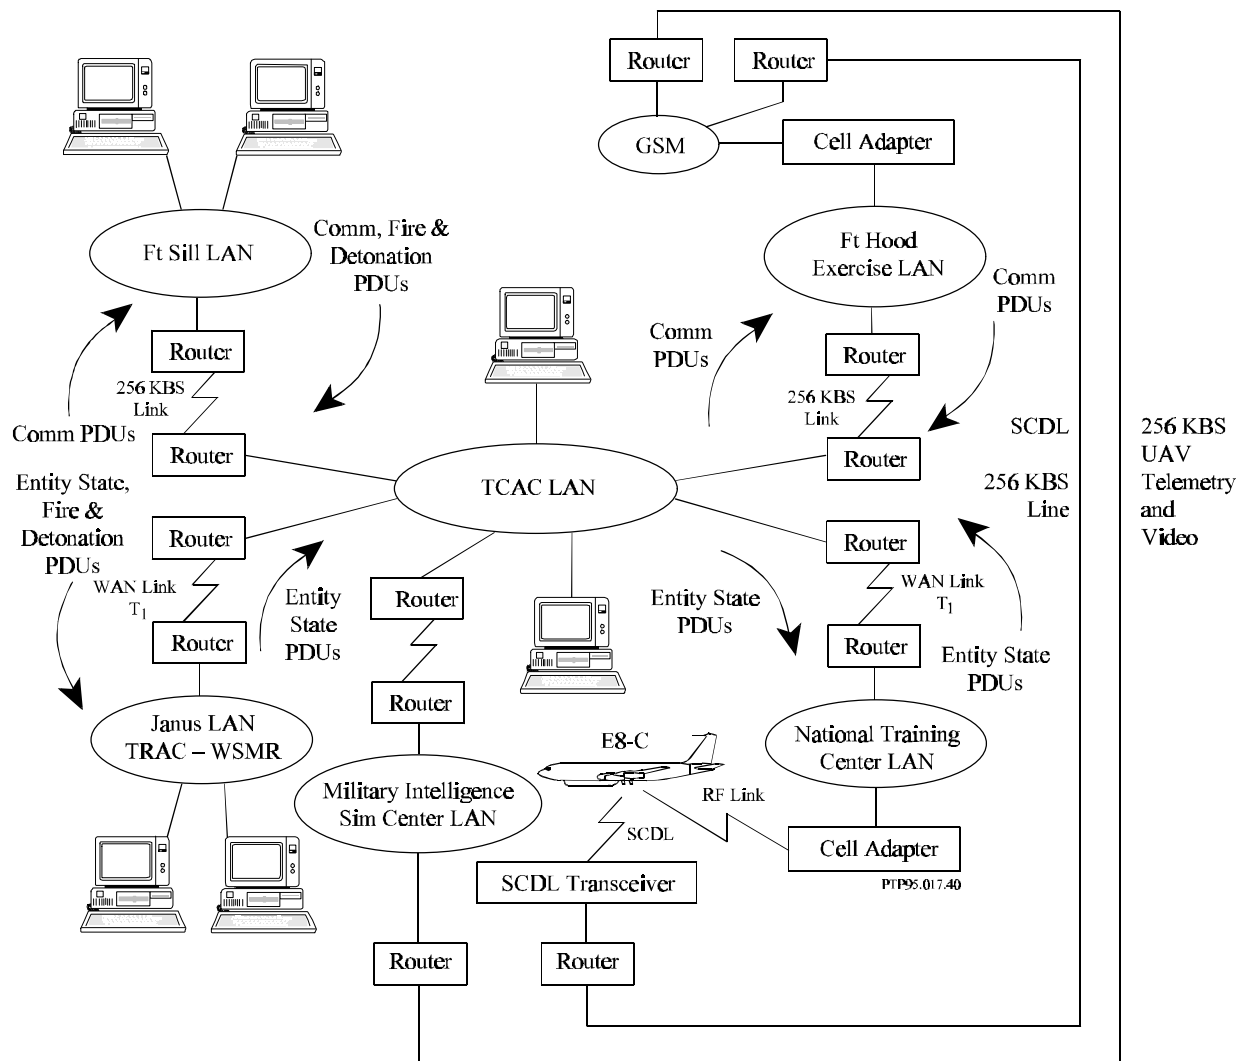 Router
Router
GSM
Cell Adapter
Ft Sill LAN
Comm, Fire &
Detonation
PDUs
Ft Hood
Exercise LAN
Comm
PDUs
Comm
PDUs
Router
Router
256 KBS
Link
256 KBS
Link
Comm PDUs
Router
Router
SCDL
256 KBS
Line
256 KBS
UAV
Telemetry
and
Video
TCAC LAN
Entity State,
Fire &
Detonation
PDUs
Router
Router
WAN Link
T1
WAN Link
T1
Entity
State
PDUs
Router
Entity State
PDUs
Router
Router
Entity State
PDUs
Router
Janus LAN
TRAC – WSMR
National Training
Center LAN
E8-C
Military Intelligence
Sim Center LAN
RF Link
SCDL
Cell Adapter
SCDL Transceiver
PTP95.017.40
Router
Router